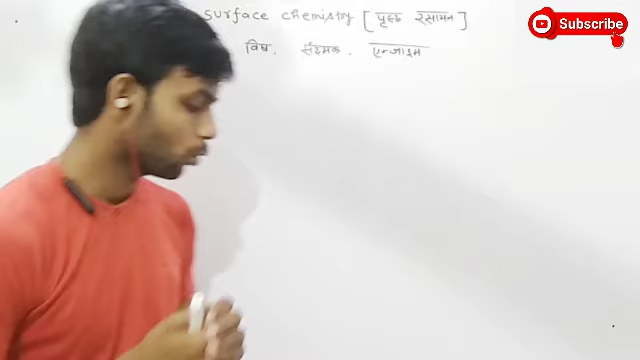 surface chemistry [ पृष्ठ रसायन ]
विष. संदमक. एन्जाइम
Subscribe